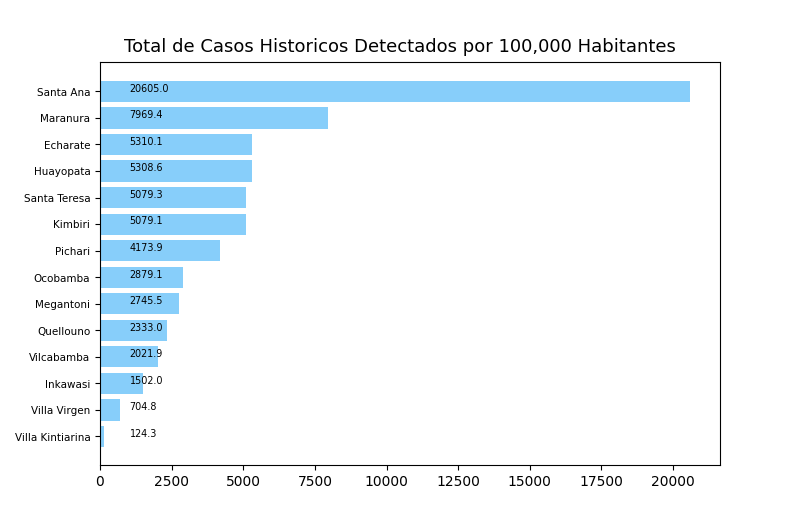 Total de Casos Historicos Detectados por 100,000 Habitantes
Santa Ana 20605.0
Maranura 7969.4
Echarate 5310.1
Huayopata 5308.6
Santa Teresa 5079.3
Kimbiri 5079.1
Pichari 4173.9
Ocobamba 2879.1
Megantoni 2745.5
Quellouno 2333.0
Vilcabamba 2021.9
Inkawasi 1502.0
Villa Virgen 704.8
Villa Kintiarina 124.3
0 2500 5000 7500 10000 12500 15000 17500 20000